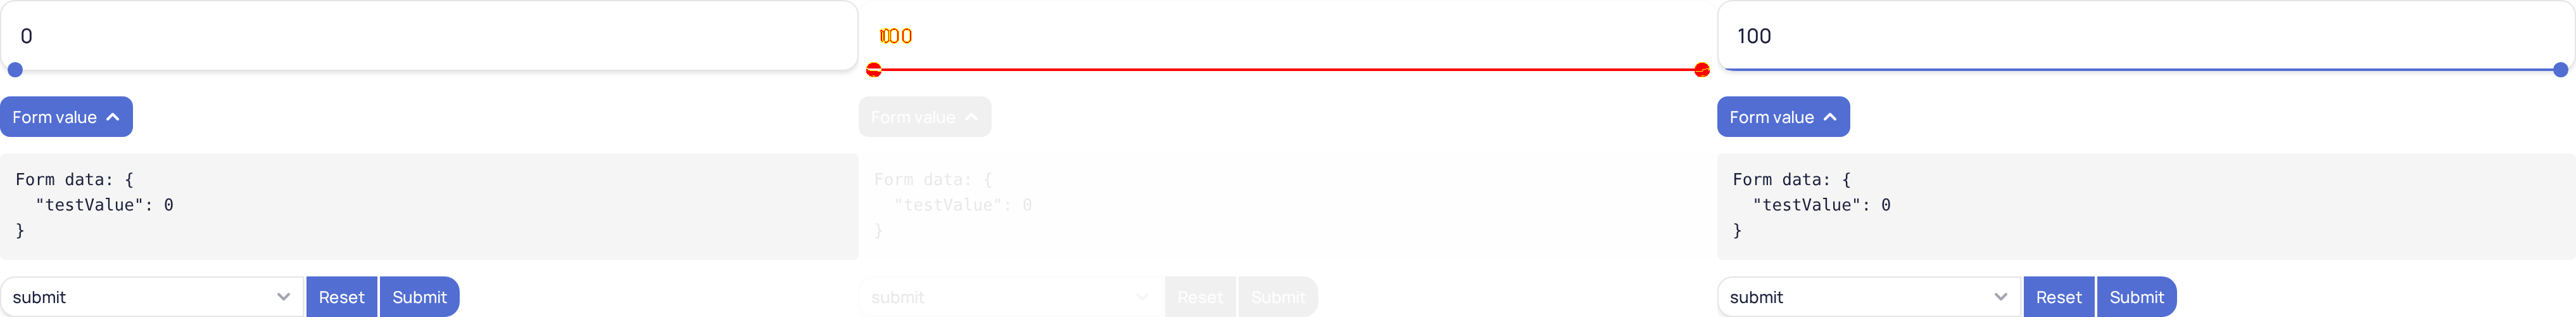 0
Form value
Form data: {
"testValue": 0
}
submit
Reset
Submit
100
Form value
Form data: {
"testValue": 0
}
submit
Reset
Submit
100
Form value
Form data: {
"testValue": 0
}
submit
Reset
Submit